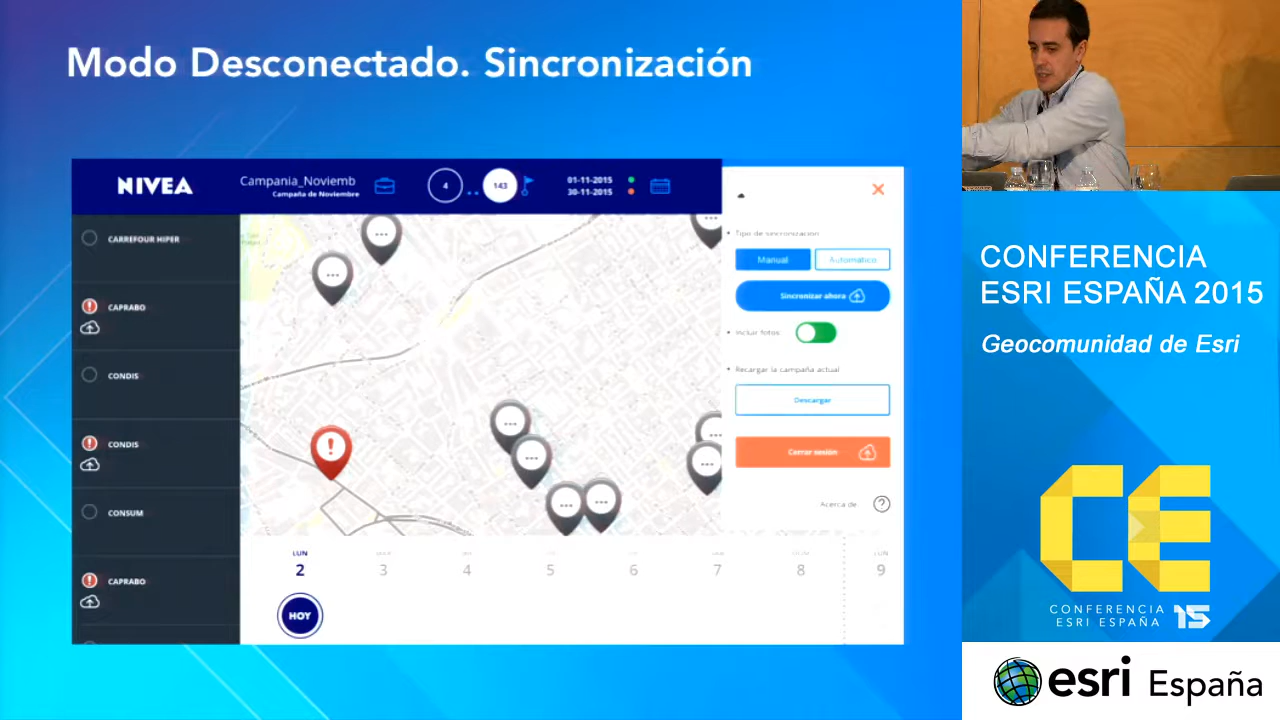 Modo Desconectado. Sincronización
NIVEA
Campania_Noviemb
Campaña de Noviembre
4
143
01-11-2015
30-11-2015
CARREFOUR HIPER
CAPRABO
CONDIS
CONDIS
CONSUM
CAPRABO
Tipo de sincronización
Manual
Automático
Sincronizar ahora
Incluir fotos
Recargar la campaña actual
Descargar
Cerrar sesión
Acerca de
?
LUN
LUN
2
3
4
5
6
7
8
9
HOY
CONFERENCIA
ESRI ESPAÑA 2015
Geocomunidad de Esri
CE
CONFERENCIA
ESRI ESPAÑA
15
esri España